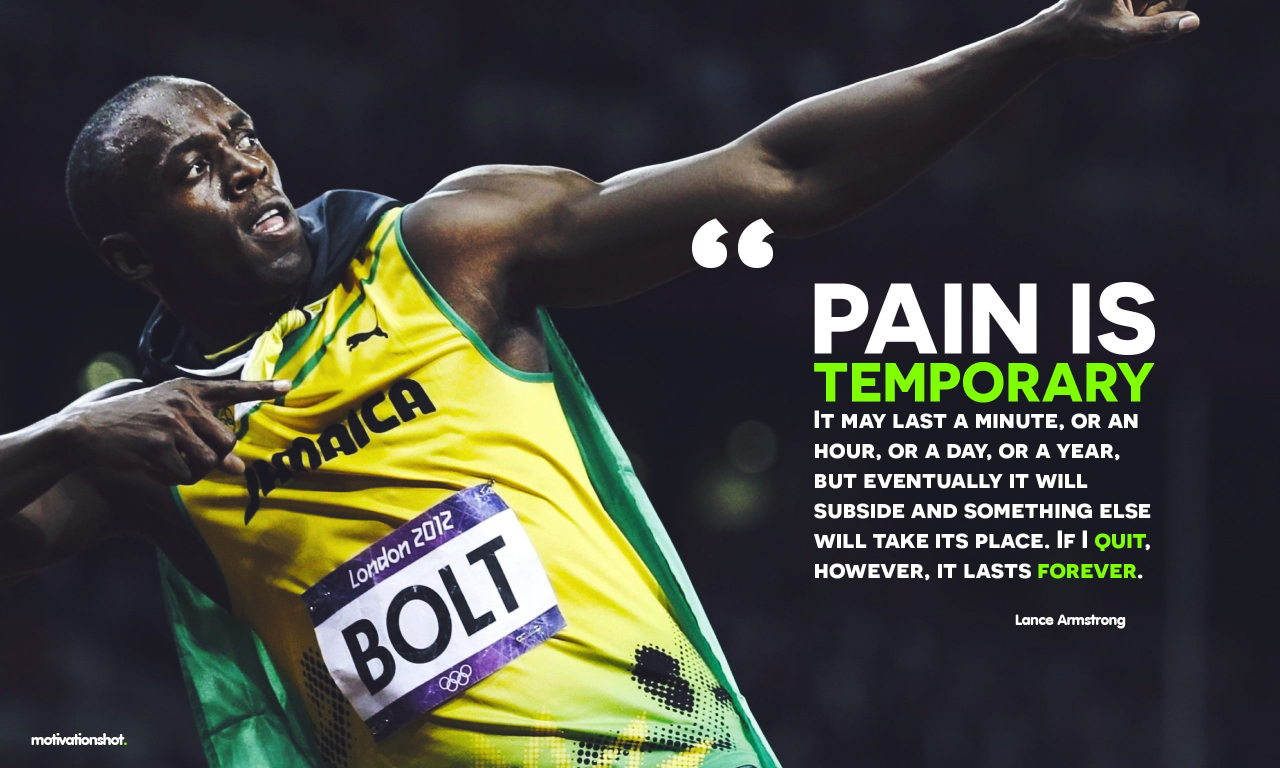 “
PAIN IS
TEMPORARY
IT MAY LAST A MINUTE, OR AN
HOUR, OR A DAY, OR A YEAR,
BUT EVENTUALLY IT WILL
SUBSIDE AND SOMETHING ELSE
WILL TAKE ITS PLACE. IF I QUIT,
HOWEVER, IT LASTS FOREVER.
Lance Armstrong
JAMAICA
London 2012
BOLT
motivationshot.